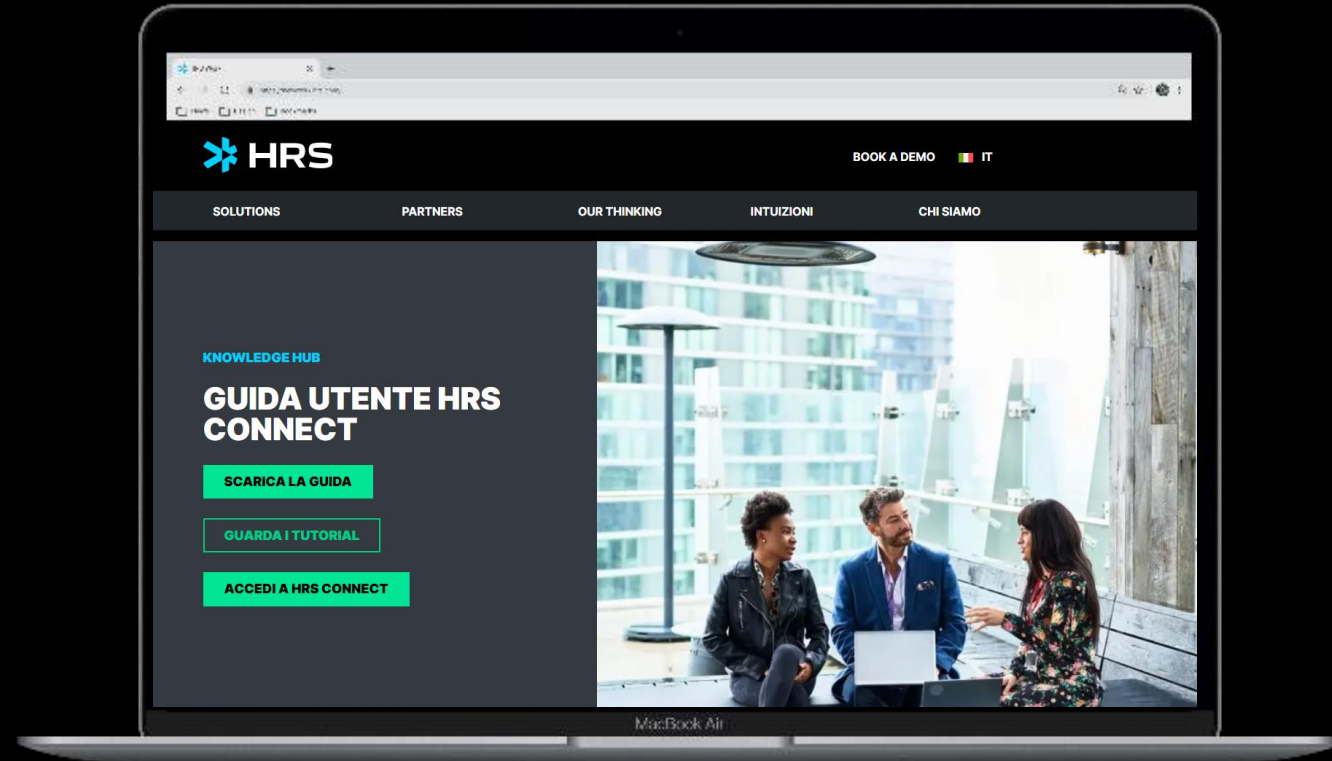 HRS
BOOK A DEMO IT
SOLUTIONS PARTNERS OUR THINKING INTUIZIONI CHI SIAMO
KNOWLEDGE HUB
GUIDA UTENTE HRS
CONNECT
SCARICA LA GUIDA
GUARDA I TUTORIAL
ACCEDI A HRS CONNECT
MacBook Air